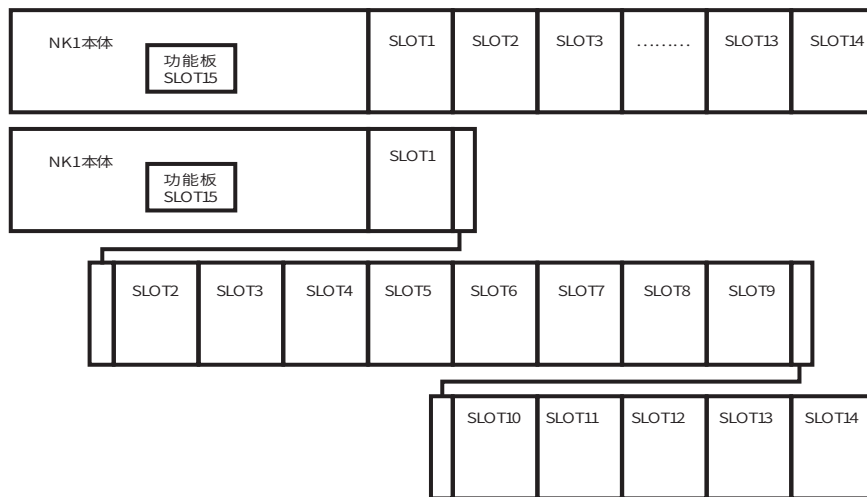 NK1本体
功能板
SLOT15
SLOT1 SLOT2 SLOT3 ……… SLOT13 SLOT14
NK1本体
功能板
SLOT15
SLOT1
SLOT2 SLOT3 SLOT4 SLOT5 SLOT6 SLOT7 SLOT8 SLOT9
SLOT10 SLOT11 SLOT12 SLOT13 SLOT14